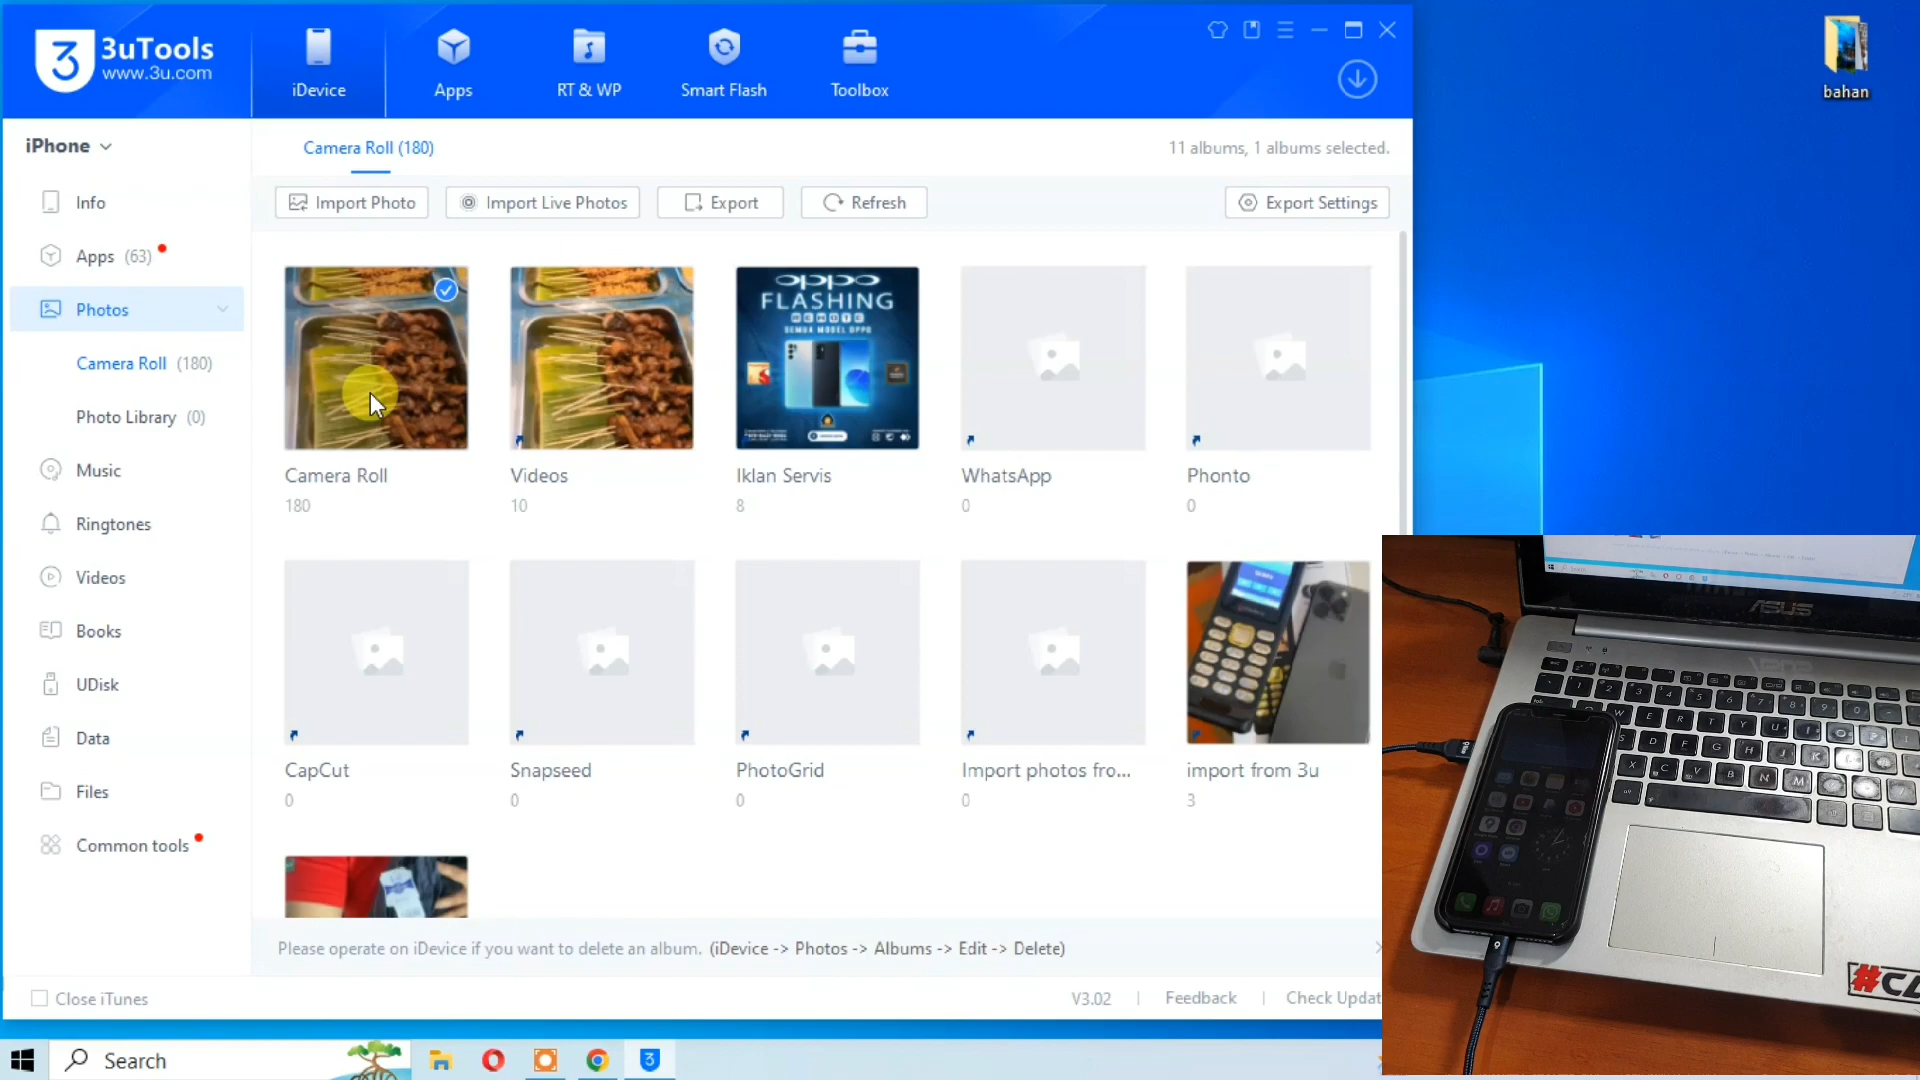 3uTools
www.3u.com
iDevice
Apps
RT & WP
Smart Flash
Toolbox
bahan
iPhone
Camera Roll (180)
11 albums, 1 albums selected.
Info
Import Photo
Import Live Photos
Export
Refresh
Export Settings
Apps (63)
Photos
Camera Roll (180)
Photo Library (0)
Music
Ringtones
Videos
Books
UDisk
Data
Files
Common tools
oppo
FLASHING
REMOTE
SEMUA MODEL OPPO
Camera Roll
180
Videos
10
Iklan Servis
8
WhatsApp
0
Phonto
0
CapCut
0
Snapseed
0
PhotoGrid
0
Import photos fro...
0
import from 3u
3
Please operate on iDevice if you want to delete an album. (iDevice -> Photos -> Albums -> Edit -> Delete)
Close iTunes
V3.02
Feedback
Check Updat
Search
ASUS